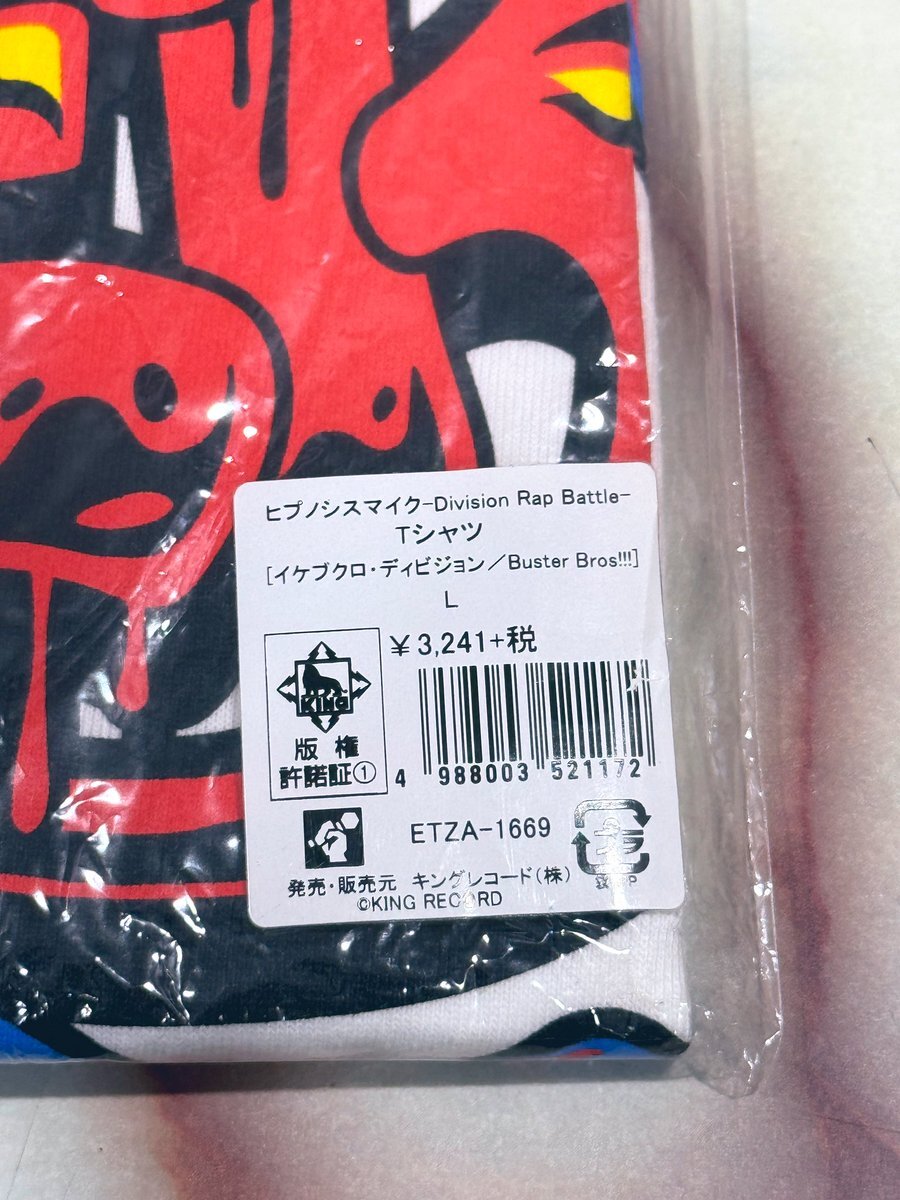 ヒプノシスマイク-Division Rap Battle-
Tシャツ
[イケブクロ・ディビジョン／Buster Bros!!!]
L
¥3,241+税
KING
版権
許諾証①
4 988003 521172
ETZA-1669
発売・販売元 キングレコード(株)
©KING RECORD